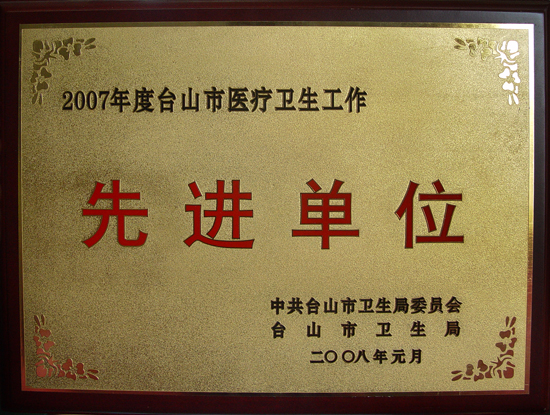 2007年度台山市医疗卫生工作
先进单位
中共台山市卫生局委员会
台山市卫生局
二〇〇八年元月